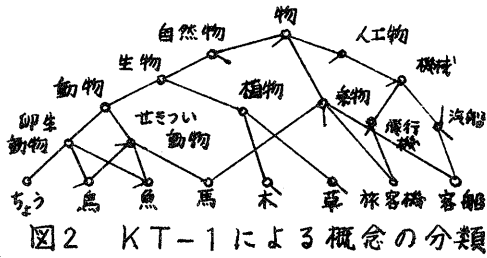 物
自然物
人工物
生物
機械
動物
植物
乗物
飛行機
汽船
卵生動物
せきつい動物
ちょう
鳥
魚
馬
木
草
旅客機
客船
図2 KT-1による概念の分類